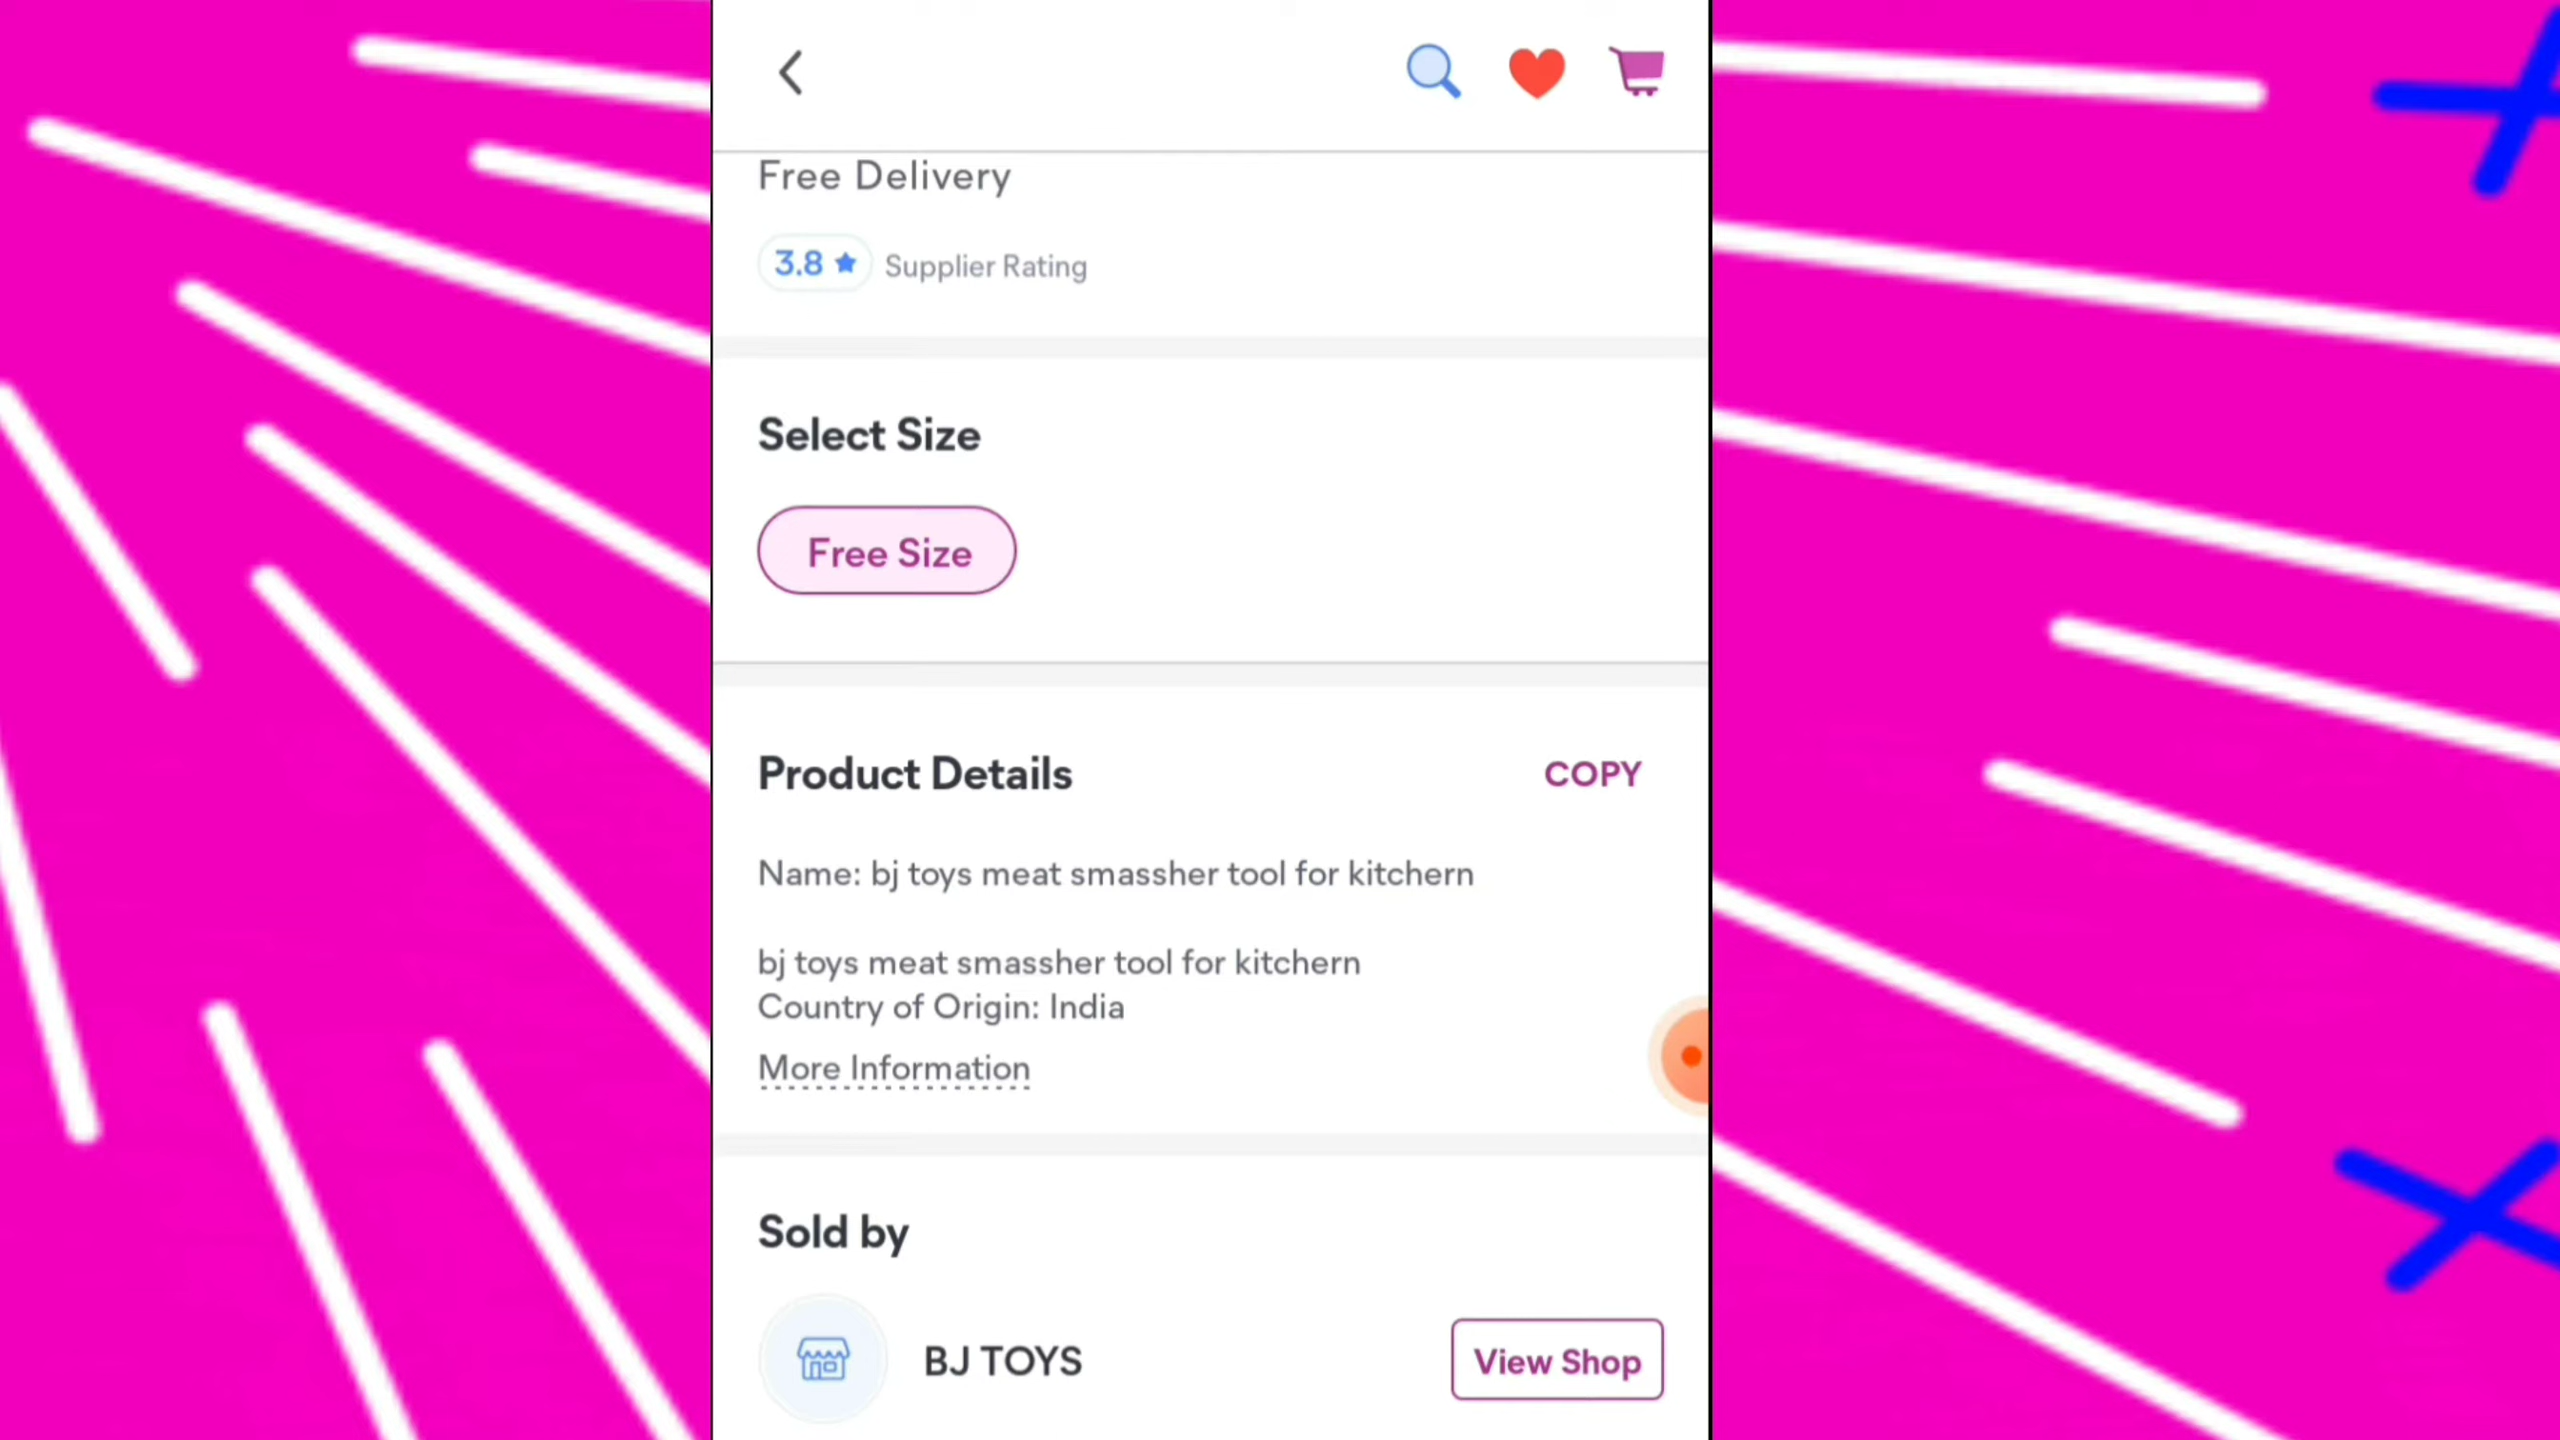 Free Delivery
3.8 ★ Supplier Rating
Select Size
Free Size
Product Details COPY
Name: bj toys meat smassher tool for kitchern
bj toys meat smassher tool for kitchern
Country of Origin: India
More Information
Sold by
BJ TOYS View Shop